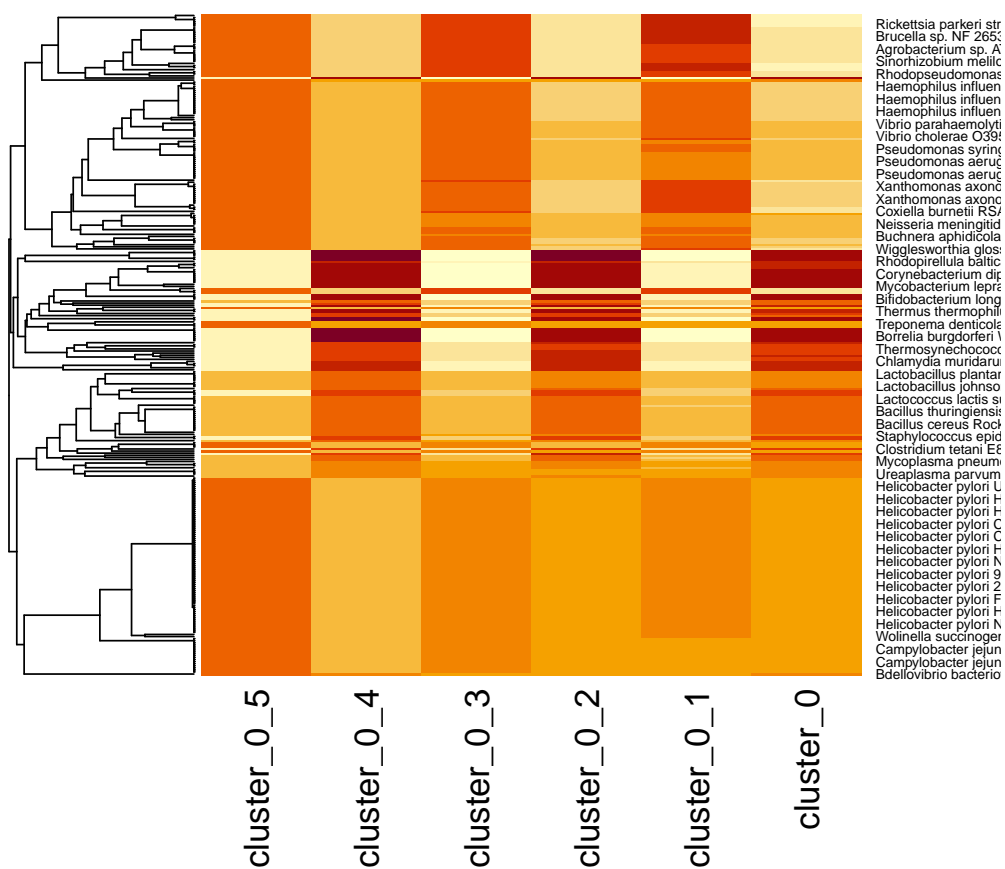 Rickettsia parkeri str
Brucella sp. NF 2653
Agrobacterium sp. A
Sinorhizobium melilo
Rhodopseudomonas
Haemophilus influen
Haemophilus influen
Haemophilus influen
Vibrio parahaemolyti
Vibrio cholerae O395
Pseudomonas syring
Pseudomonas aerug
Pseudomonas aerug
Xanthomonas axono
Xanthomonas axono
Coxiella burnetii RSA
Neisseria meningitid
Buchnera aphidicola
Wigglesworthia gloss
Rhodopirellula baltic
Corynebacterium dip
Mycobacterium lepra
Bifidobacterium long
Thermus thermophil
Treponema denticola
Borrelia burgdorferi
Thermosynechococc
Chlamydia muridaru
Lactobacillus plantar
Lactobacillus johnso
Lactococcus lactis su
Bacillus thuringiensis
Bacillus cereus Rock
Staphylococcus epid
Clostridium tetani E8
Mycoplasma pneum
Ureaplasma parvum
Helicobacter pylori U
Helicobacter pylori H
Helicobacter pylori H
Helicobacter pylori C
Helicobacter pylori C
Helicobacter pylori H
Helicobacter pylori N
Helicobacter pylori 9
Helicobacter pylori 2
Helicobacter pylori F
Helicobacter pylori H
Helicobacter pylori N
Wolinella succinoger
Campylobacter jejun
Campylobacter jejun
Bdellovibrio bacterio
cluster_0_5
cluster_0_4
cluster_0_3
cluster_0_2
cluster_0_1
cluster_0